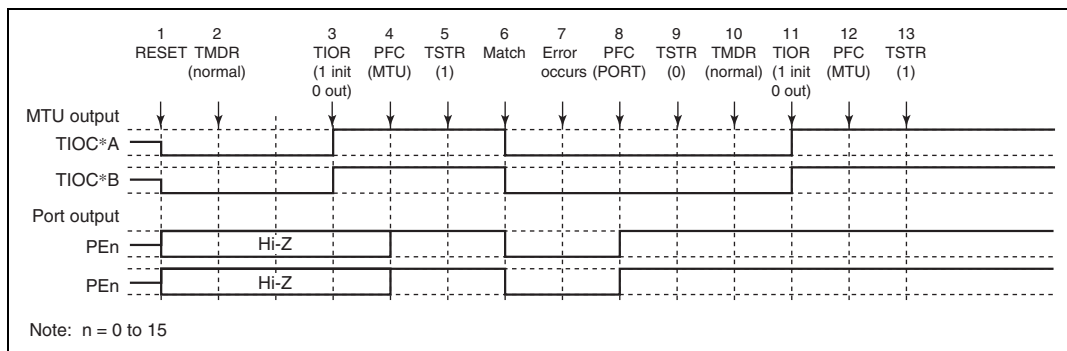 1 2 3 4 5 6 7 8 9 10 11 12 13
RESET TMDR TIOR PFC TSTR Match Error PFC TSTR TMDR TIOR PFC TSTR
(normal) (1 init (MTU) (1) occurs (PORT) (0) (normal) (1 init (MTU) (1)
0 out) 0 out)
MTU output
TIOC*A
TIOC*B
Port output
PEn Hi-Z
PEn Hi-Z
Note: n = 0 to 15